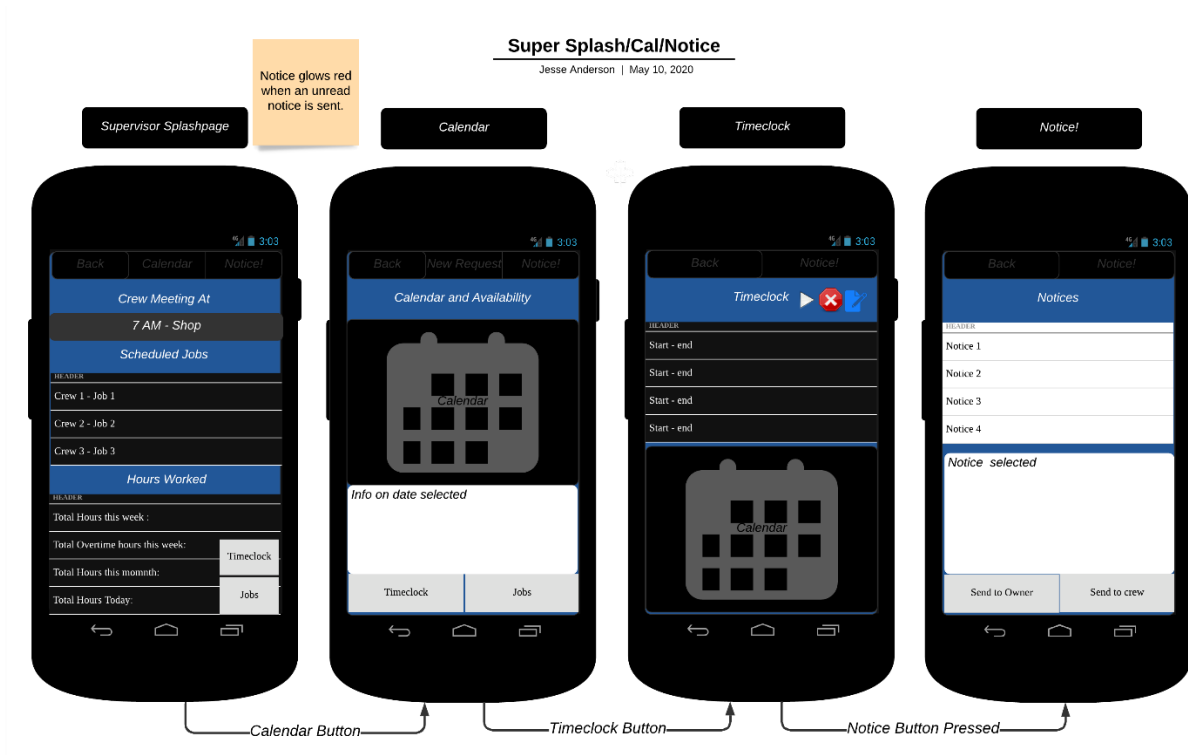 Super Splash/Cal/Notice
Jesse Anderson | May 10, 2020
Notice glows red
when an unread
notice is sent.
Supervisor Splashpage
Calendar
Timeclock
Notice!
4G 3:03
Back Calendar Notice!
Crew Meeting At
7 AM - Shop
Scheduled Jobs
HEADER
Crew 1 - Job 1
Crew 2 - Job 2
Crew 3 - Job 3
Hours Worked
HEADER
Total Hours this week :
Total Overtime hours this week:
Total Hours this momnth:
Total Hours Today:
Timeclock
Jobs
4G 3:03
Back New Request Notice!
Calendar and Availability
Calendar
Info on date selected
Timeclock Jobs
4G 3:03
Back Notice!
Timeclock
HEADER
Start - end
Start - end
Start - end
Start - end
Calendar
4G 3:03
Back Notice!
Notices
HEADER
Notice 1
Notice 2
Notice 3
Notice 4
Notice selected
Send to Owner Send to crew
Calendar Button
Timeclock Button
Notice Button Pressed